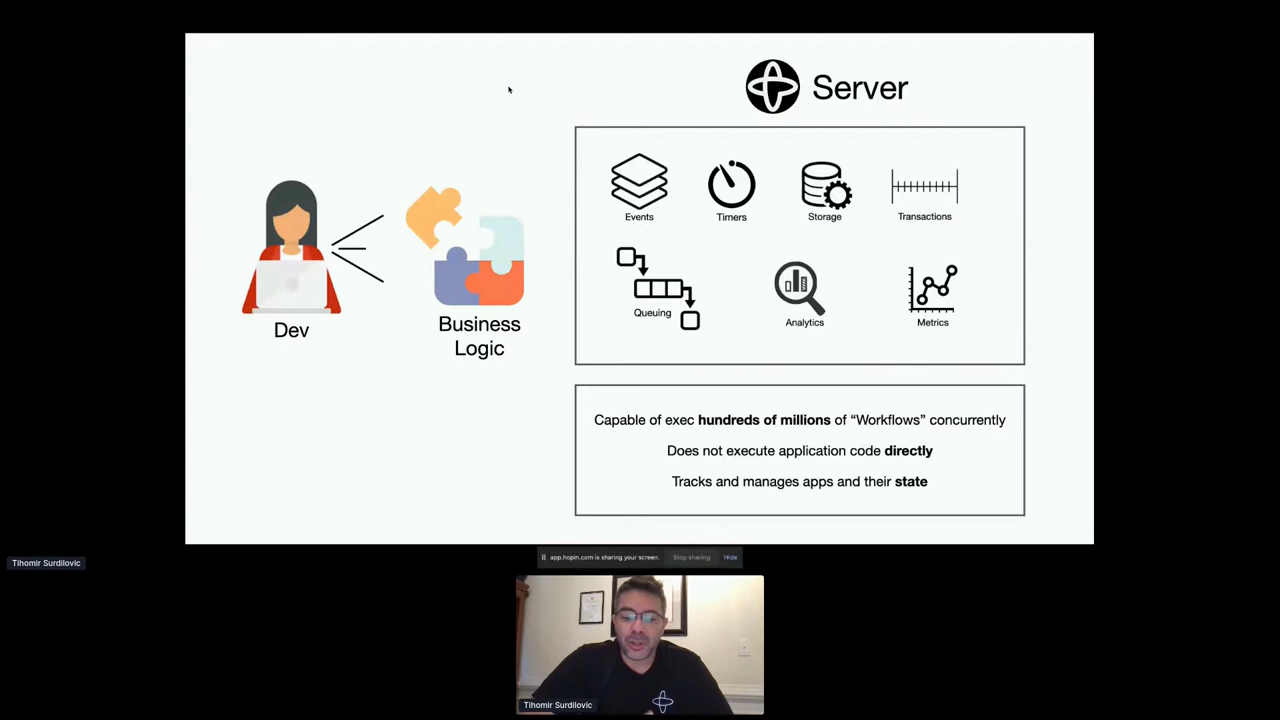 Server
Events
Timers
Storage
Transactions
Queuing
Analytics
Metrics
Dev
Business
Logic
Capable of exec hundreds of millions of “Workflows” concurrently
Does not execute application code directly
Tracks and manages apps and their state
app.hopin.com is sharing your screen.
Stop sharing
Hide
Tihomir Surdilovic
Tihomir Surdilovic